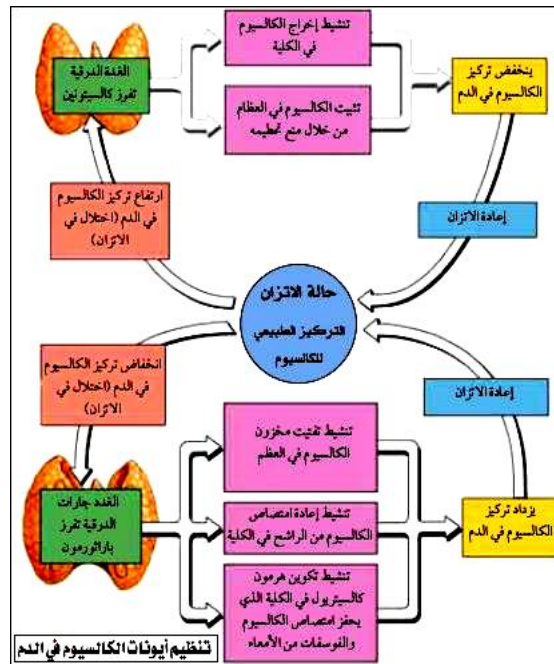 تنشيط إخراج الكالسيوم
في الكلية
الغدة الدرقية
تفرز كالسيتونين
تثبيت الكالسيوم في العظام
من خلال منع تحطيمه
ينخفض تركيز
الكالسيوم في الدم
ارتفاع تركيز الكالسيوم
في الدم (اختلال في
الاتزان)
إعادة الاتزان
حالة الاتزان
التركيز الطبيعي
للكالسيوم
انخفاض تركيز الكالسيوم
في الدم (اختلال في
الاتزان)
إعادة الاتزان
تنشيط تفتيت مخزون
الكالسيوم في العظم
الغدد جارات
الدرقية تفرز
باراثورمون
تنشيط إعادة امتصاص
الكالسيوم من الراشح في الكلية
يزداد تركيز
الكالسيوم في الدم
تنشيط تكوين هرمون
كالسيتريول في الكلية الذي
يحفز امتصاص الكالسيوم
والفوسفات من الأمعاء
تنظيم أيونات الكالسيوم في الدم